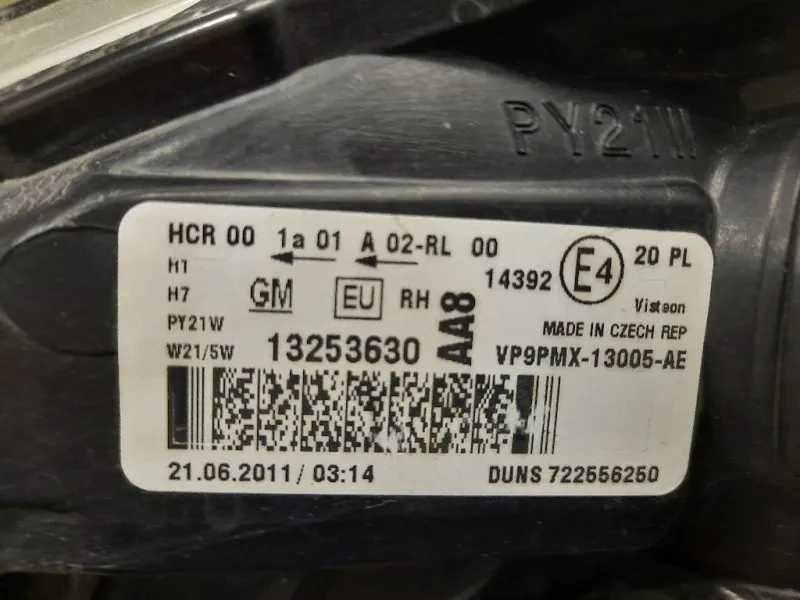 PY21W
HCR 00 1a 01 A 02-RL 00
14392 E4 20 PL
H1
H7 GM EU RH AA8
Visteon
PY21W
MADE IN CZECH REP
W21/5W 13253630 VP9PMX-13005-AE
21.06.2011/ 03:14 DUNS 722556250